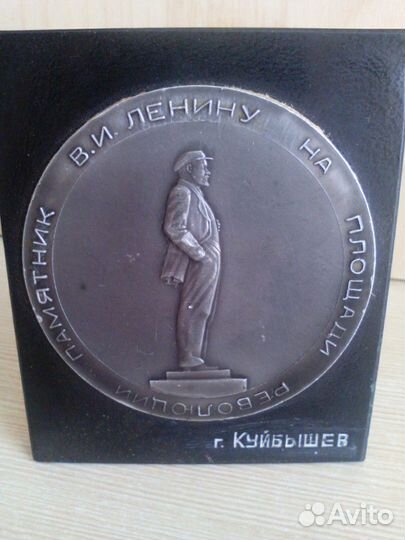 ПАМЯТНИК В.И. ЛЕНИНУ НА ПЛОЩАДИ РЕВОЛЮЦИИ
г. КУЙБЫШЕВ
Avito